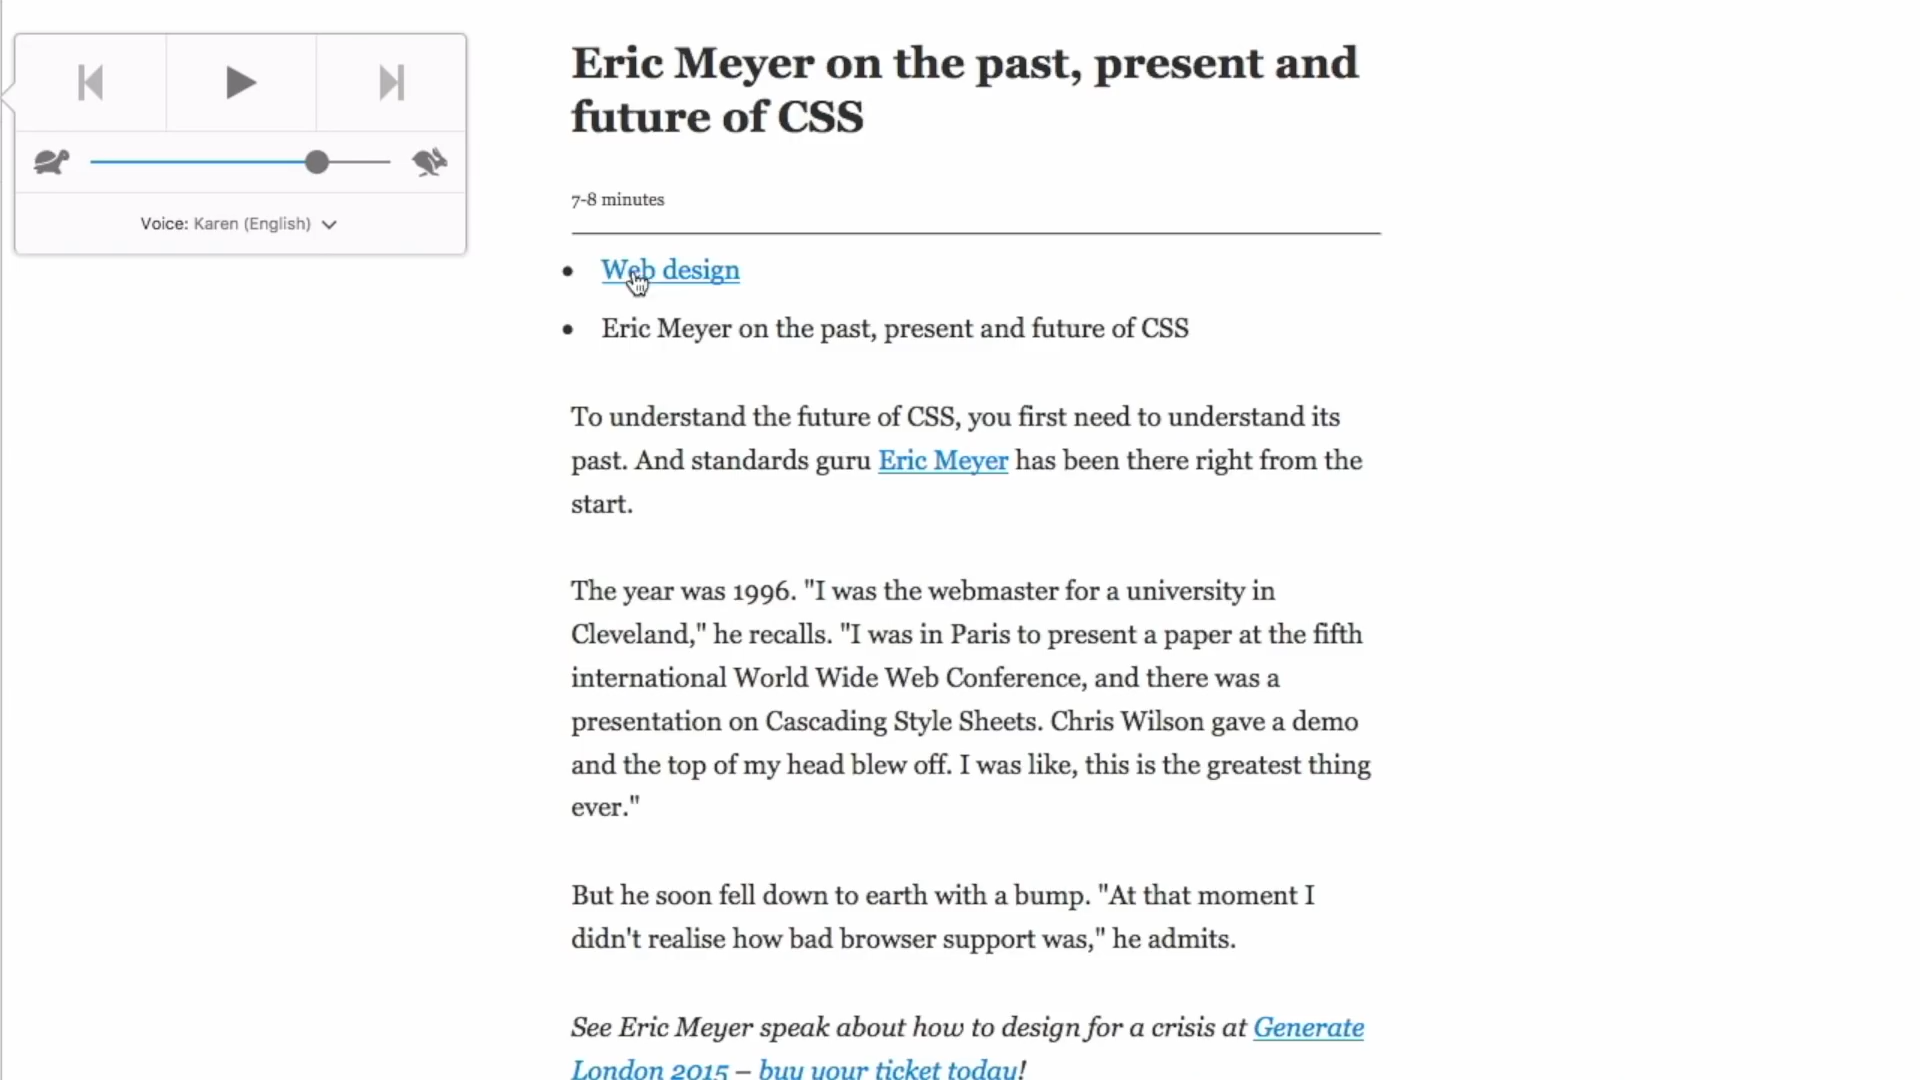 Eric Meyer on the past, present and
future of CSS
7-8 minutes
Voice: Karen (English)
Web design
Eric Meyer on the past, present and future of CSS
To understand the future of CSS, you first need to understand its
past. And standards guru Eric Meyer has been there right from the
start.
The year was 1996. "I was the webmaster for a university in
Cleveland," he recalls. "I was in Paris to present a paper at the fifth
international World Wide Web Conference, and there was a
presentation on Cascading Style Sheets. Chris Wilson gave a demo
and the top of my head blew off. I was like, this is the greatest thing
ever."
But he soon fell down to earth with a bump. "At that moment I
didn't realise how bad browser support was," he admits.
See Eric Meyer speak about how to design for a crisis at Generate
London 2015 – buy your ticket today!